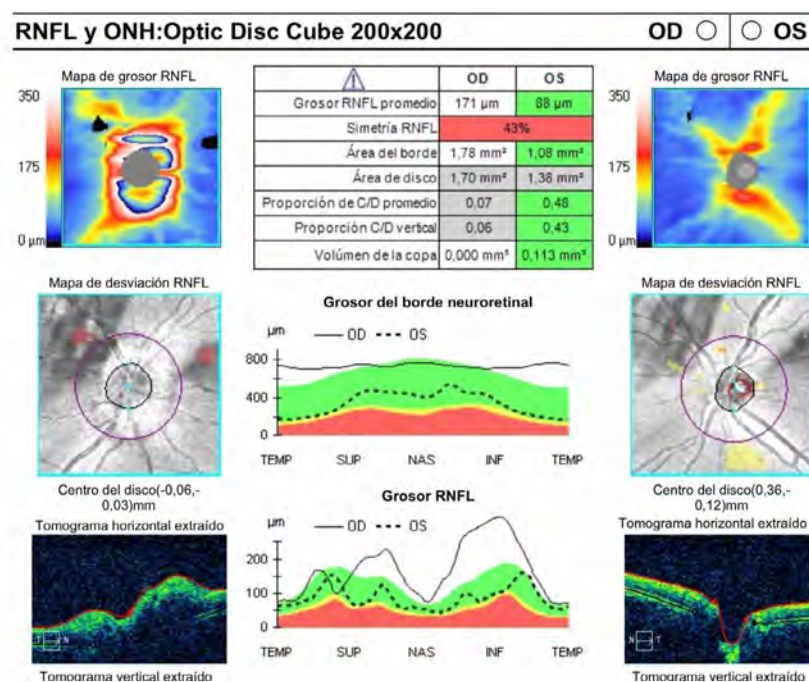 RNFL y ONH:Optic Disc Cube 200x200 OD OS
Mapa de grosor RNFL
350
175
0 µm
OD OS
Grosor RNFL promedio 171 µm 88 µm
Simetría RNFL 43%
Área del borde 1,78 mm² 1,08 mm²
Área de disco 1,70 mm² 1,38 mm²
Proporción de C/D promedio 0,07 0,48
Proporción C/D vertical 0,06 0,43
Volúmen de la copa 0,000 mm³ 0,113 mm³
Mapa de grosor RNFL
350
175
0 µm
Mapa de desviación RNFL
Centro del disco(-0,06,-
0,03)mm
Grosor del borde neuroretinal
µm OD OS
800
400
0
TEMP SUP NAS INF TEMP
Mapa de desviación RNFL
Centro del disco(0,36,-
0,12)mm
Tomograma horizontal extraído
T N
Tomograma vertical extraído
Grosor RNFL
µm OD OS
200
100
0
TEMP SUP NAS INF TEMP
Tomograma horizontal extraído
N T
Tomograma vertical extraído